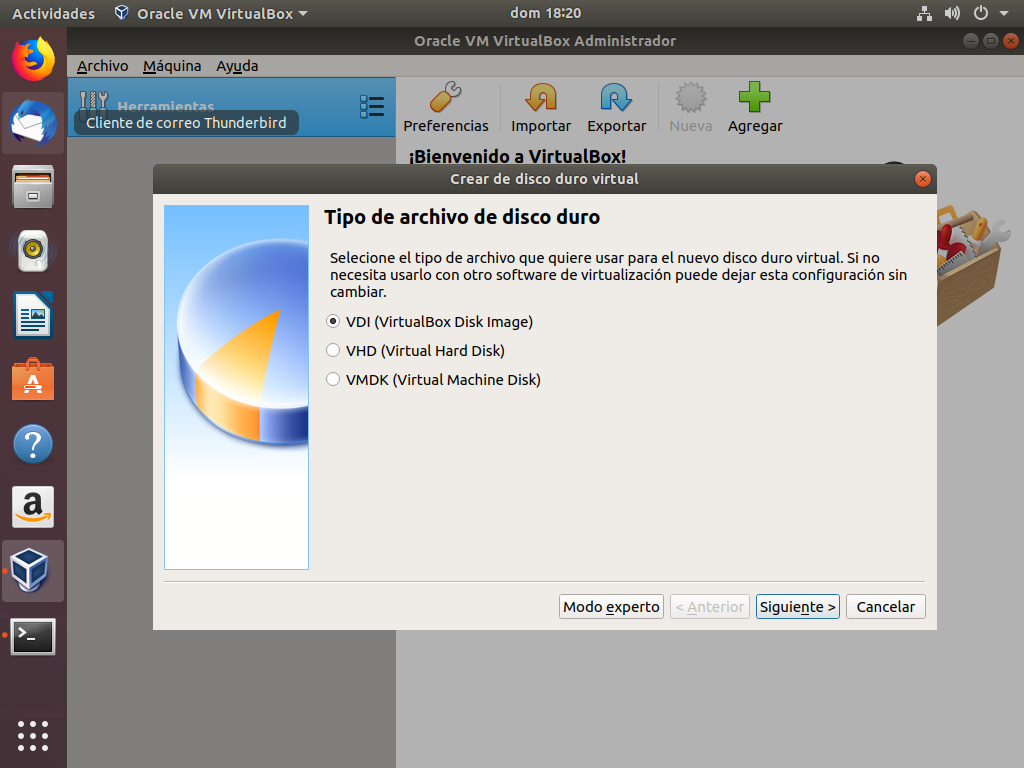 Actividades
Oracle VM VirtualBox
dom 18:20
Oracle VM VirtualBox Administrador
Archivo Máquina Ayuda
Herramientas
Cliente de correo Thunderbird
Preferencias Importar Exportar Nueva Agregar
¡Bienvenido a VirtualBox!
Crear de disco duro virtual
Tipo de archivo de disco duro
Selecione el tipo de archivo que quiere usar para el nuevo disco duro virtual. Si no
necesita usarlo con otro software de virtualización puede dejar esta configuración sin
cambiar.
VDI (VirtualBox Disk Image)
VHD (Virtual Hard Disk)
VMDK (Virtual Machine Disk)
Modo experto < Anterior Siguiente > Cancelar